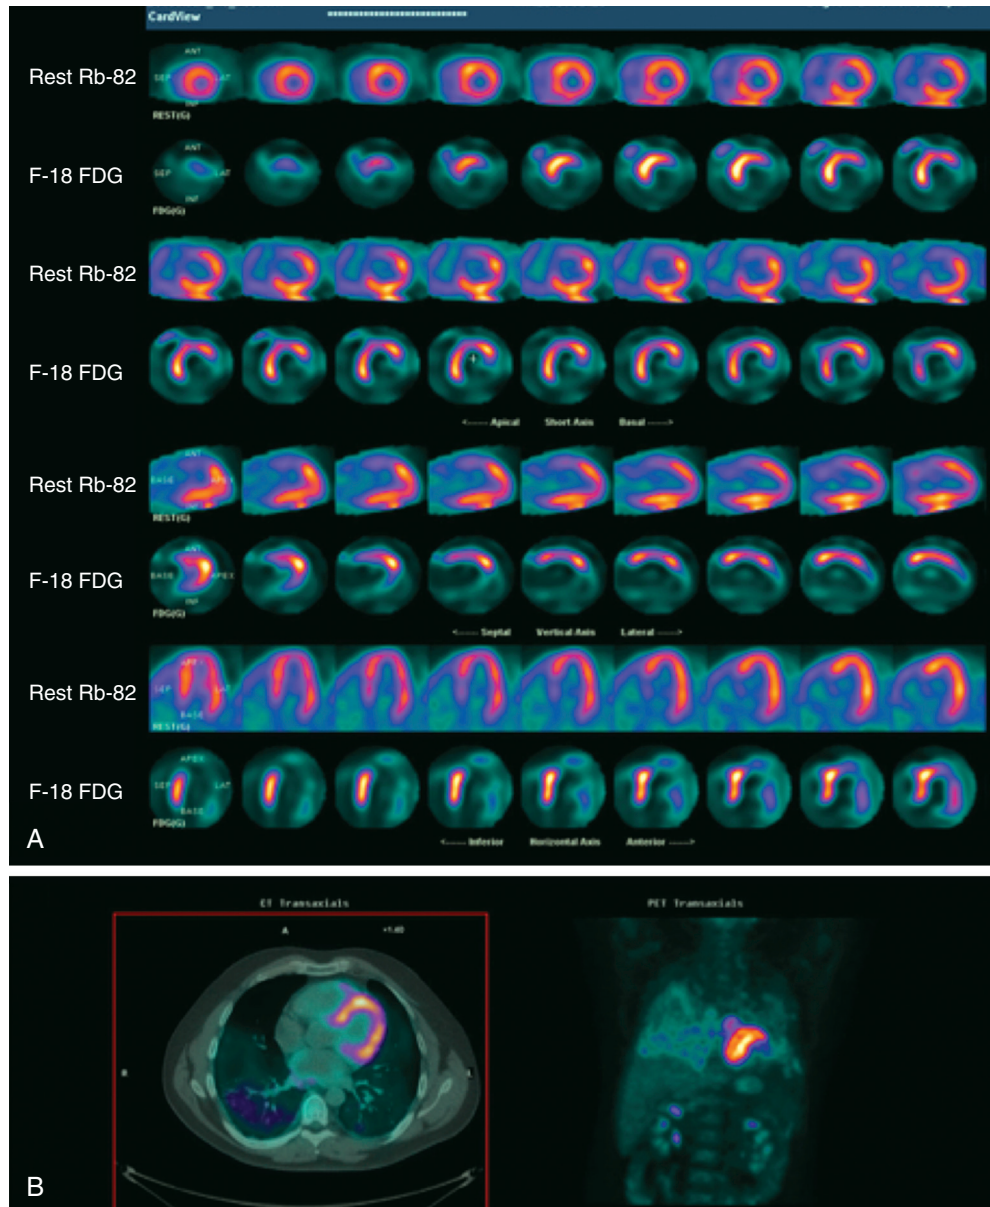 CardView
Rest Rb-82
ANT
SEP LAT
INF
REST(G)
F-18 FDG
ANT
SEP LAT
INF
FDG(G)
Rest Rb-82
F-18 FDG
<----- Apical Short Axis Basal ----->
Rest Rb-82
ANT
BASE APEX
REST(G)
F-18 FDG
ANT
BASE APEX
INF
FDG(G)
<----- Septal Vertical Axis Lateral ----->
Rest Rb-82
APEX
SEP LAT
BASE
REST(G)
F-18 FDG
APEX
SEP LAT
BASE
FDG(G)
A
<----- Inferior Horizontal Axis Anterior ----->
CT Transaxials PET Transaxials
A
R L
B